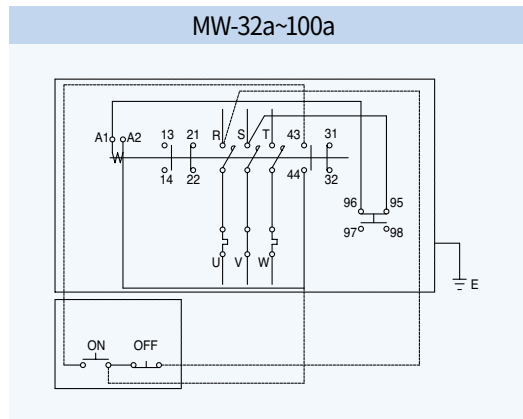 MW-32a~100a
A1 A2 13 21 R S T 43 31
14 22 44 32
96 95
97 98
U V W
E
ON OFF